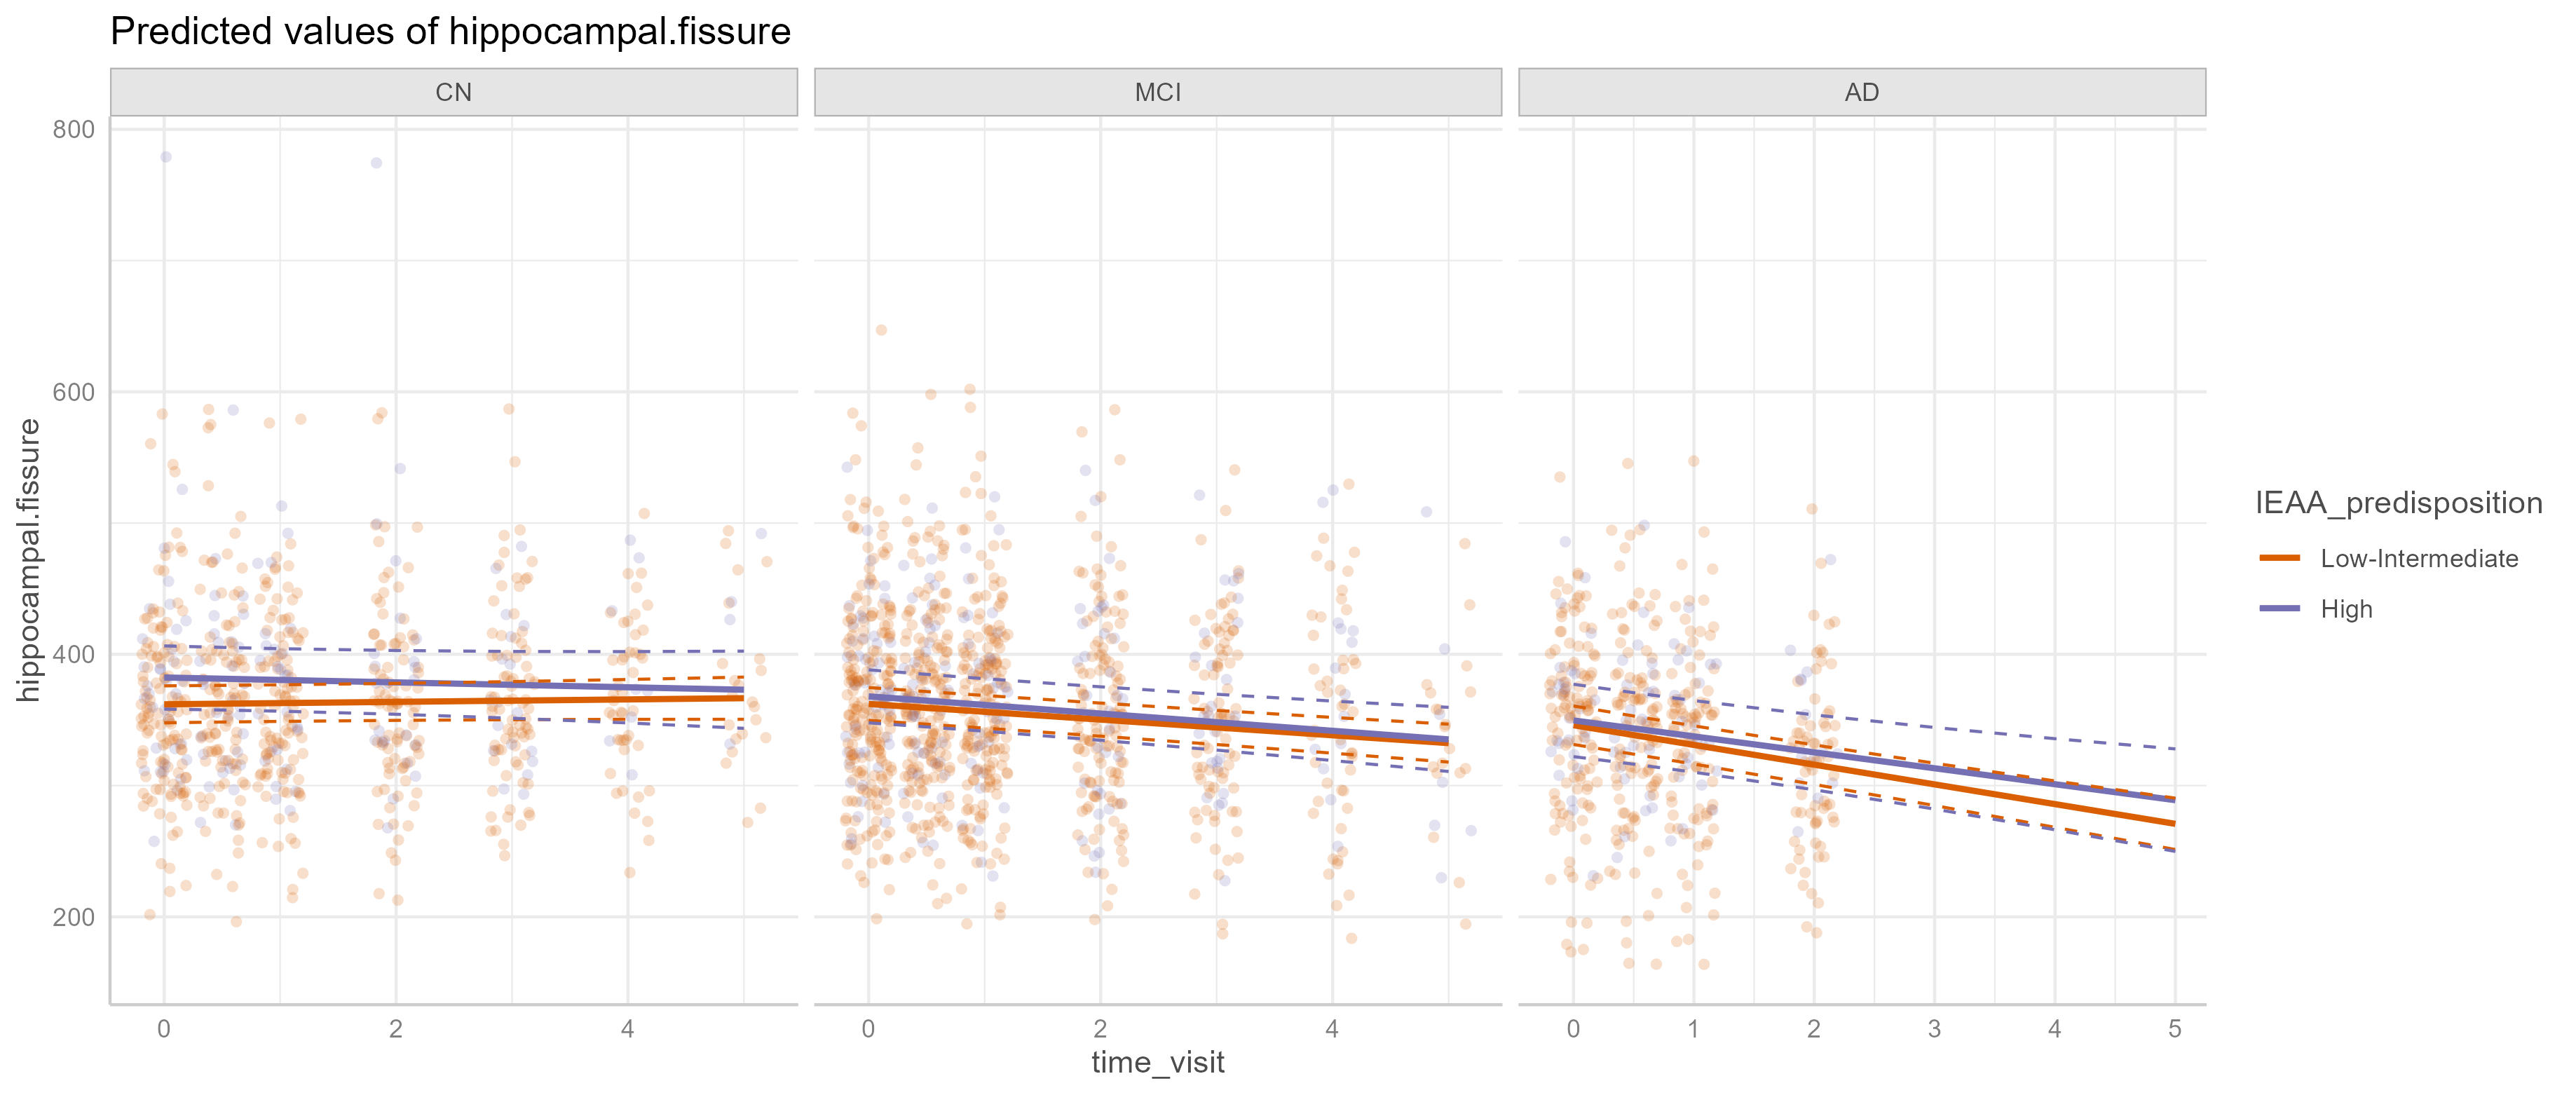 Predicted values of hippocampal.fissure
CN
MCI
AD
800
600
400
200
hippocampal.fissure
0 2 4
0 2 4
0 1 2 3 4 5
time_visit
IEAA_predisposition
Low-Intermediate
High